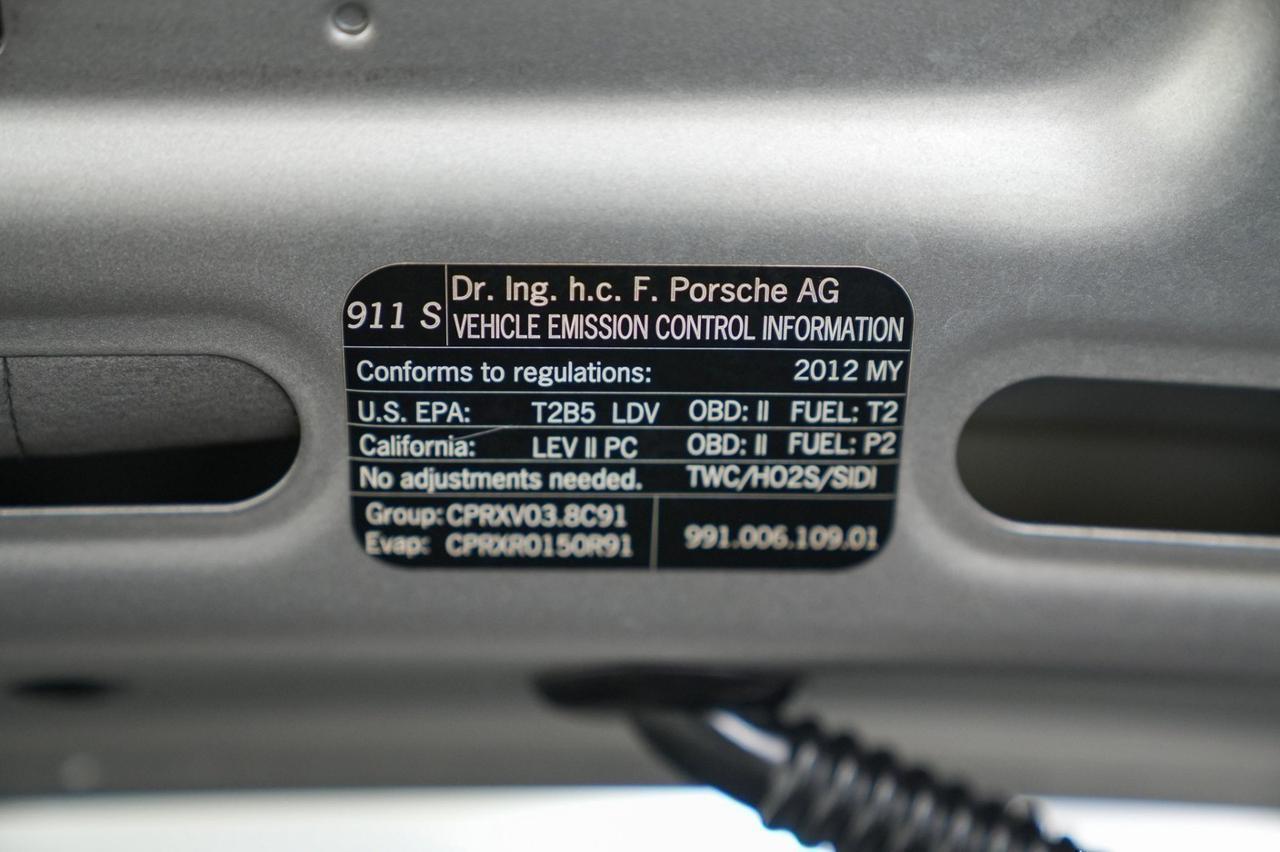 911 S
Dr. Ing. h.c. F. Porsche AG
VEHICLE EMISSION CONTROL INFORMATION
Conforms to regulations: 2012 MY
U.S. EPA: T2B5 LDV OBD: II FUEL: T2
California: LEV II PC OBD: II FUEL: P2
No adjustments needed. TWC/HO2S/SIDI
Group: CPRXV03.8C91
Evap: CPRXR0150R91
991.006.109.01